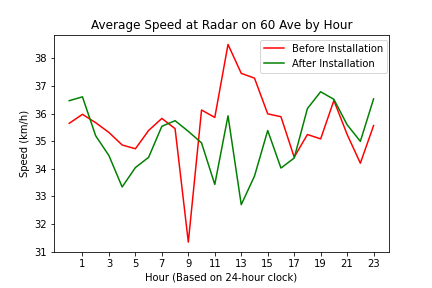 Average Speed at Radar on 60 Ave by Hour
Before Installation
After Installation
38
37
36
35
34
33
32
31
Speed (km/h)
1 3 5 7 9 11 13 15 17 19 21 23
Hour (Based on 24-hour clock)